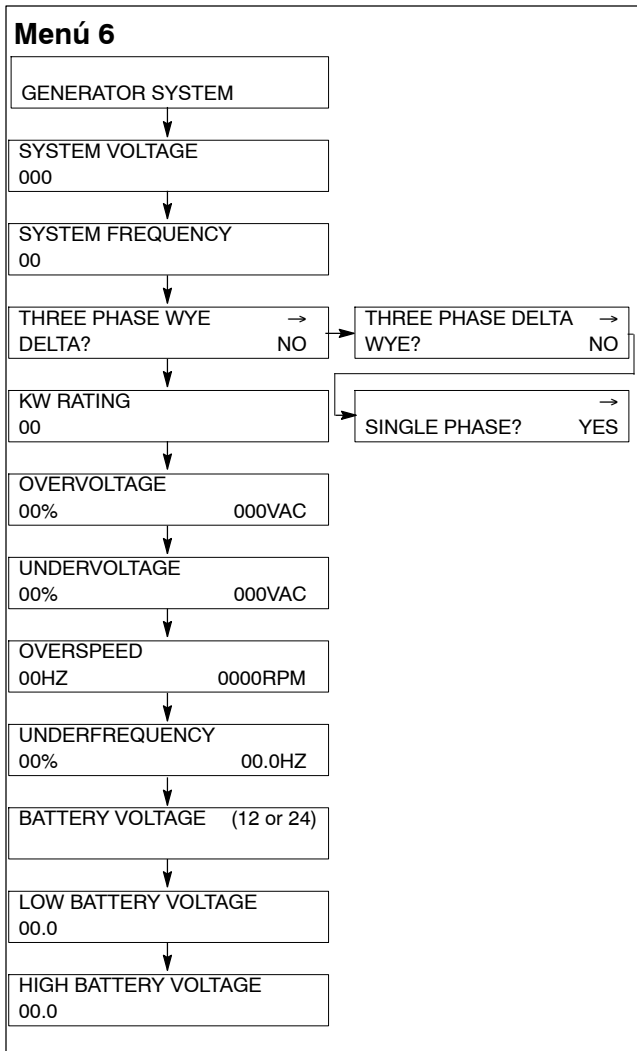 Menú 6
GENERATOR SYSTEM
SYSTEM VOLTAGE
000
SYSTEM FREQUENCY
00
THREE PHASE WYE →
DELTA? NO
THREE PHASE DELTA →
WYE? NO
→
SINGLE PHASE? YES
KW RATING
00
OVERVOLTAGE
00% 000VAC
UNDERVOLTAGE
00% 000VAC
OVERSPEED
00HZ 0000RPM
UNDERFREQUENCY
00% 00.0HZ
BATTERY VOLTAGE (12 or 24)
LOW BATTERY VOLTAGE
00.0
HIGH BATTERY VOLTAGE
00.0